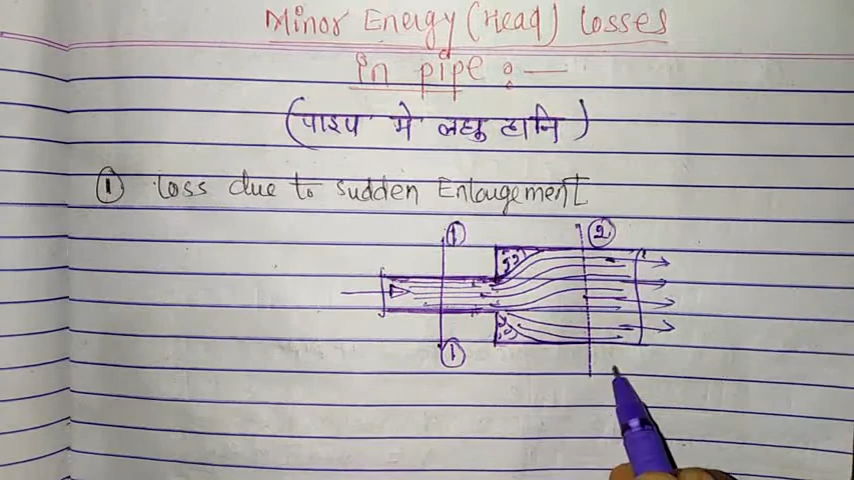 Minor Energy (Head) losses
in pipe :—
(पाइप में लघु हानि)
① Loss due to sudden Enlargement
① ②
①